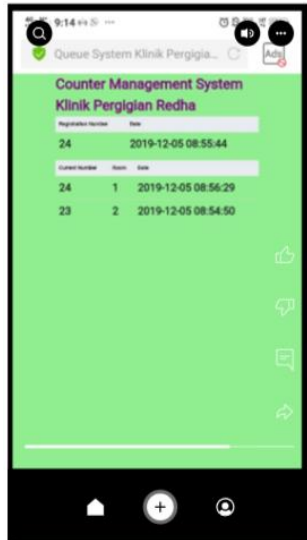 9:14
Queue System Klinik Pergigia...
Ads
Counter Management System
Klinik Pergigian Redha
Registration Number Date
24 2019-12-05 08:55:44
Current Number Room Date
24 1 2019-12-05 08:56:29
23 2 2019-12-05 08:54:50